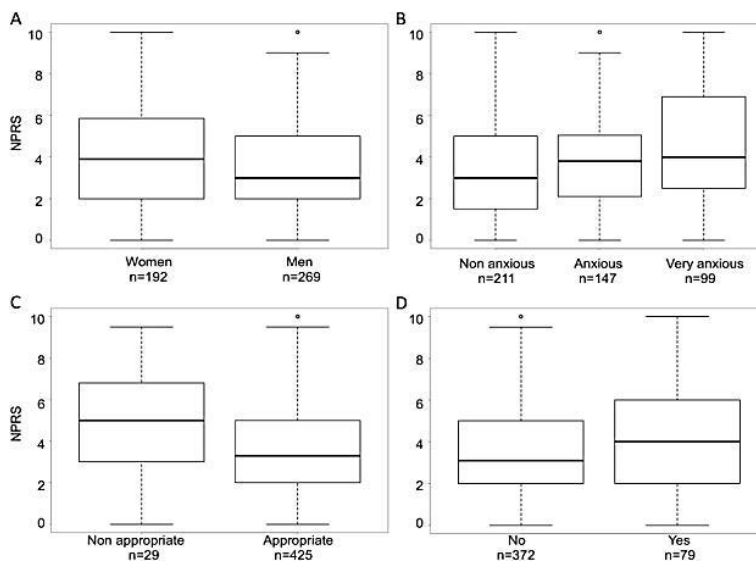 A
B
10
8
6
4
2
0
NPRS
Women
n=192
Men
n=269
10
8
6
4
2
0
Non anxious
n=211
Anxious
n=147
Very anxious
n=99
C
D
10
8
6
4
2
0
NPRS
Non appropriate
n=29
Appropriate
n=425
10
8
6
4
2
0
No
n=372
Yes
n=79